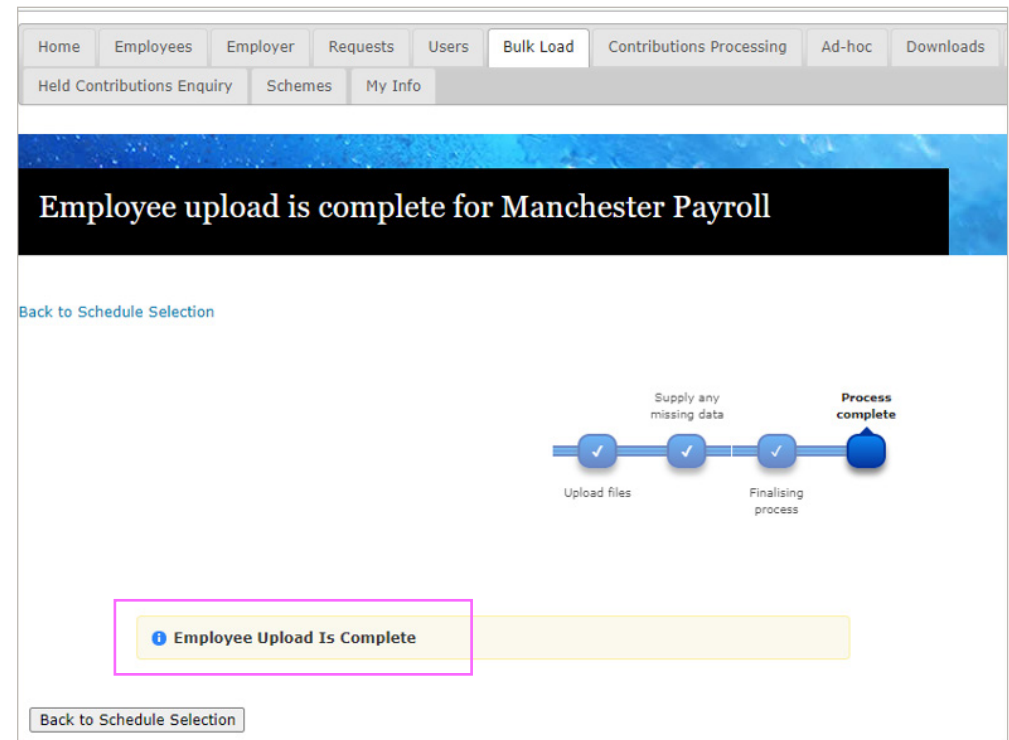 Home Employees Employer Requests Users Bulk Load Contributions Processing Ad-hoc Downloads
Held Contributions Enquiry Schemes My Info
Employee upload is complete for Manchester Payroll
Back to Schedule Selection
Supply any
missing data
Process
complete
Upload files
Finalising
process
Employee Upload Is Complete
Back to Schedule Selection